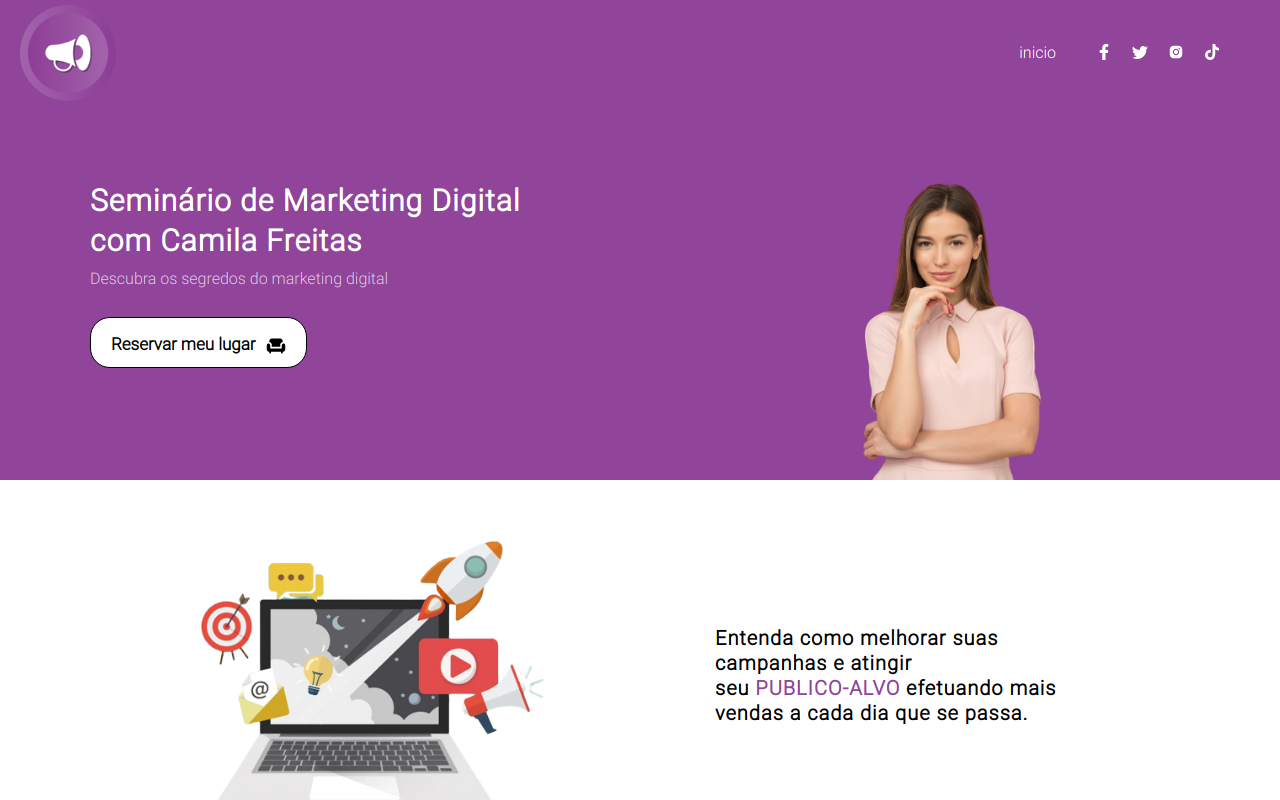 inicio
Seminário de Marketing Digital
com Camila Freitas
Descubra os segredos do marketing digital
Reservar meu lugar
@
Entenda como melhorar suas
campanhas e atingir
seu PUBLICO-ALVO efetuando mais
vendas a cada dia que se passa.